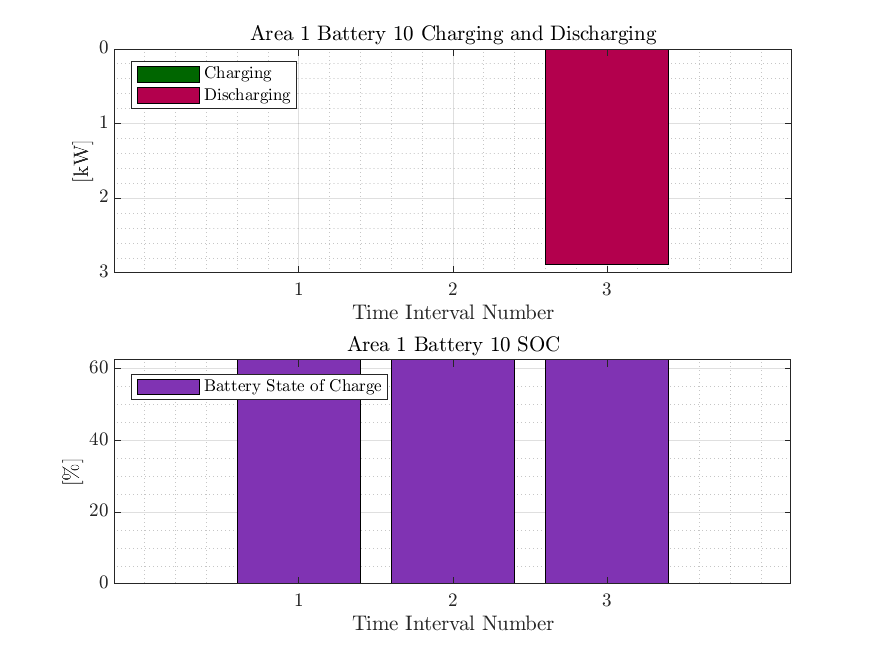 Area 1 Battery 10 Charging and Discharging
0
1
2
3
[kW]
Charging
Discharging
1 2 3
Time Interval Number
Area 1 Battery 10 SOC
60
40
20
0
[%]
Battery State of Charge
1 2 3
Time Interval Number